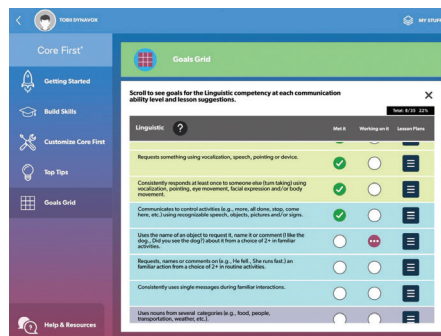 TOBII DYNAVOX
MY STUFF
Core First®
Getting Started
Build Skills
Customize Core First
Top Tips
Goals Grid
Help & Resources
Goals Grid
Scroll to see goals for the Linguistic competency at each communication
ability level and lesson suggestions.
Total: 8/35 22%
Linguistic ?
Met it
Working on it
Lesson Plans
Requests something using vocalization, speech, pointing or device.
Consistently responds at least once to someone else (turn taking) using
vocalization, pointing, eye movement, facial expression and/or body
movement.
Communicates to control activities (e.g., more, all done, stop, come
here, etc.) using recognizable speech, objects, pictures and/or signs.
Uses the name of an object to request it, name it or comment (I like the
dog., Did you see the dog?) about it from a choice of 2+ in familiar
activities.
Requests, names or comments on (e.g., He fell., She runs fast.) an
familiar action from a choice of 2+ in routine activities.
Consistently uses single messages during familiar interactions.
Uses nouns from several categories (e.g., food, people,
transportation, weather, etc.).